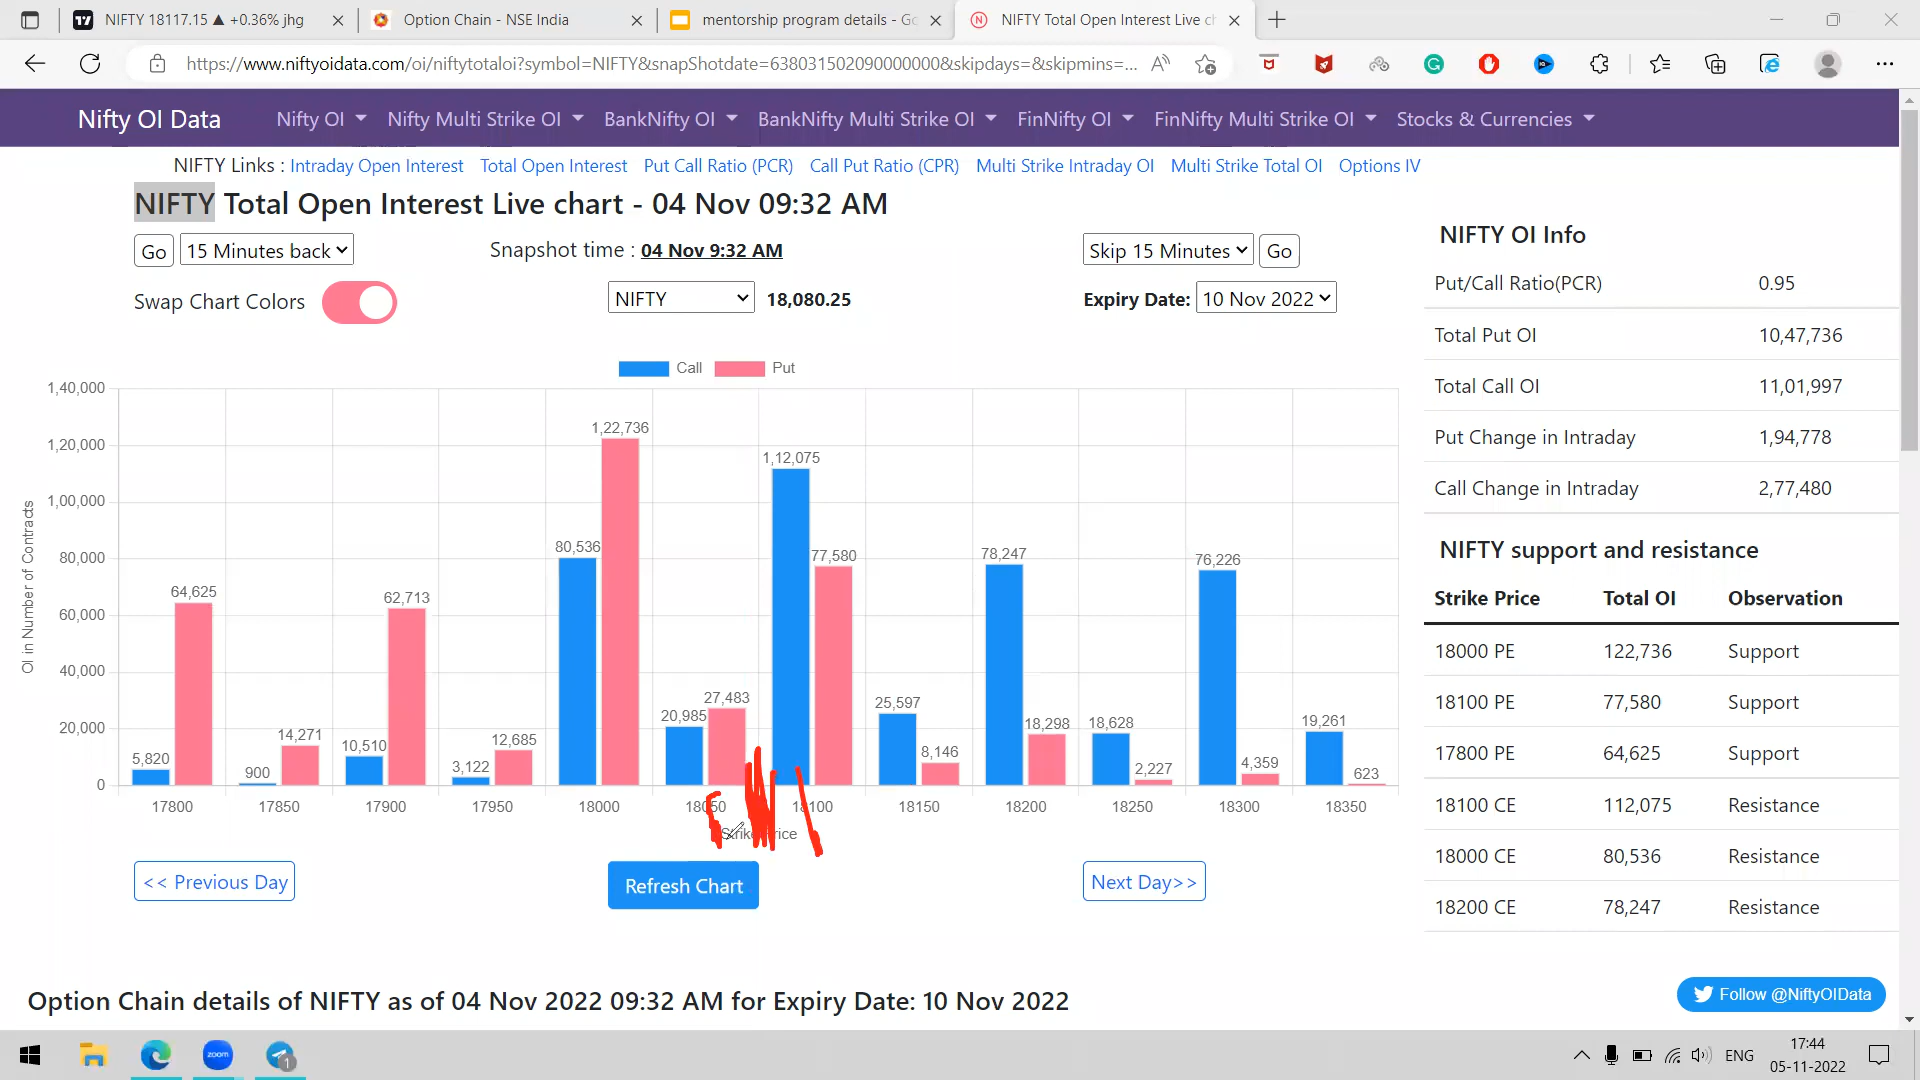 NIFTY 18117.15 ▲ +0.36% jhg
Option Chain - NSE India
mentorship program details - Go
NIFTY Total Open Interest Live ch
https://www.niftyoidata.com/oi/niftytotaloi?symbol=NIFTY&snapShotdate=638031502090000000&skipdays=&skipmins=...
Nifty OI Data Nifty OI Nifty Multi Strike OI BankNifty OI BankNifty Multi Strike OI FinNifty OI FinNifty Multi Strike OI Stocks & Currencies
NIFTY Links : Intraday Open Interest Total Open Interest Put Call Ratio (PCR) Call Put Ratio (CPR) Multi Strike Intraday OI Multi Strike Total OI Options IV
NIFTY Total Open Interest Live chart - 04 Nov 09:32 AM
Go 15 Minutes back Snapshot time : 04 Nov 9:32 AM Skip 15 Minutes Go
Swap Chart Colors NIFTY 18,080.25 Expiry Date: 10 Nov 2022
Call Put
OI in Number of Contracts
1,40,000
1,20,000
1,00,000
80,000
60,000
40,000
20,000
0
5,820 64,625
900 14,271
10,510 62,713
3,122 12,685
80,536 1,22,736
20,985 27,483
1,12,075 77,580
25,597 8,146
78,247 18,298
18,628 2,227
76,226 4,359
19,261 623
17800 17850 17900 17950 18000 18050 18100 18150 18200 18250 18300 18350
Strike Price
<< Previous Day Refresh Chart Next Day>>
NIFTY OI Info
Put/Call Ratio(PCR) 0.95
Total Put OI 10,47,736
Total Call OI 11,01,997
Put Change in Intraday 1,94,778
Call Change in Intraday 2,77,480
NIFTY support and resistance
Strike Price Total OI Observation
18000 PE 122,736 Support
18100 PE 77,580 Support
17800 PE 64,625 Support
18100 CE 112,075 Resistance
18000 CE 80,536 Resistance
18200 CE 78,247 Resistance
Option Chain details of NIFTY as of 04 Nov 2022 09:32 AM for Expiry Date: 10 Nov 2022
Follow @NiftyOIData
zoom
1
ENG
17:44
05-11-2022